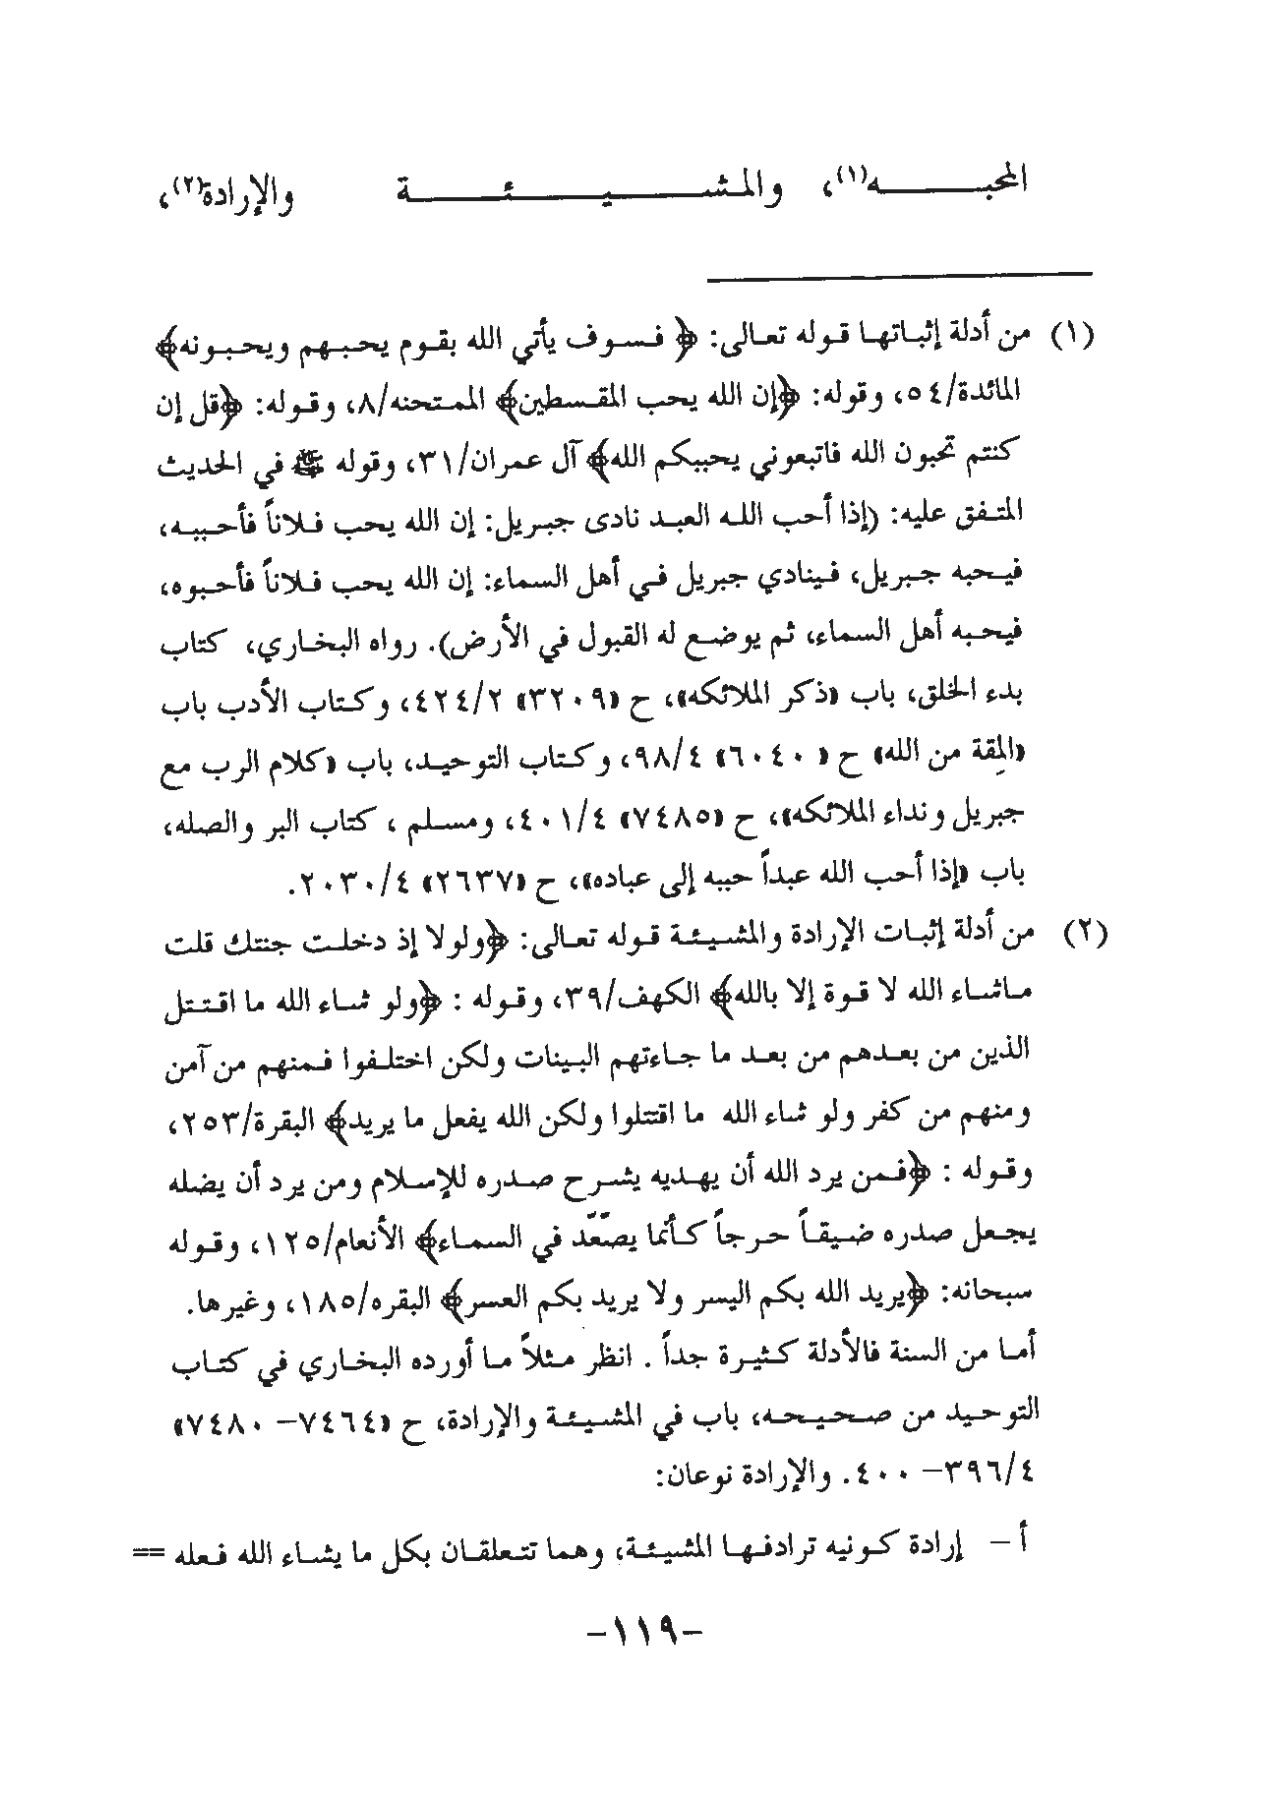 المحبه(١)، والمشيئة والإرادة(٢)،
(١) من أدلة إثباتها قوله تعالى: ﴿ فسوف يأتي الله بقوم يحبهم ويحبونه﴾
المائدة/٥٤، وقوله: ﴿إن الله يحب المقسطين﴾ الممتحنه/٨، وقوله: ﴿قل إن
كنتم تحبون الله فاتبعوني يحببكم الله﴾ آل عمران/٣١، وقوله ﷺ في الحديث
المتفق عليه: (إذا أحب الله العبد نادى جبريل: إن الله يحب فلاناً فأحببه،
فيحبه جبريل، فينادي جبريل في أهل السماء: إن الله يحب فلاناً فأحبوه،
فيحبه أهل السماء، ثم يوضع له القبول في الأرض). رواه البخاري، كتاب
بدء الخلق، باب «ذكر الملائكه»، ح «٣٢٠٩» ٤٢٤/٢، وكتاب الأدب باب
«المِقة من الله» ح « ٦٠٤٠» ٩٨/٤، وكتاب التوحيد، باب «كلام الرب مع
جبريل ونداء الملائكه»، ح «٧٤٨٥» ٤٠١/٤، ومسلم ، كتاب البر والصله،
باب «إذا أحب الله عبداً حببه إلى عباده»، ح «٢٦٣٧» ٢٠٣٠/٤.
(٢) من أدلة إثبات الإرادة والمشيئة قوله تعالى: ﴿ولولا إذ دخلت جنتك قلت
ماشاء الله لا قوة إلا بالله﴾ الكهف/٣٩، وقوله : ﴿ولو شاء الله ما اقتتل
الذين من بعدهم من بعد ما جاءتهم البينات ولكن اختلفوا فمنهم من آمن
ومنهم من كفر ولو شاء الله ما اقتتلوا ولكن الله يفعل ما يريد﴾ البقرة/٢٥٣،
وقوله : ﴿فمن يرد الله أن يهديه يشرح صدره للإسلام ومن يرد أن يضله
يجعل صدره ضيقاً حرجاً كأنما يصّعّد في السماء﴾ الأنعام/١٢٥، وقوله
سبحانه: ﴿يريد الله بكم اليسر ولا يريد بكم العسر﴾ البقره/١٨٥، وغيرها.
أما من السنة فالأدلة كثيرة جداً . انظر مثلاً ما أورده البخاري في كتاب
التوحيد من صحيحه، باب في المشيئة والإرادة، ح «٧٤٦٤– ٧٤٨٠»
٣٩٦/٤– ٤٠٠. والإرادة نوعان:
أ – إرادة كونيه ترادفها المشيئة، وهما تتعلقان بكل ما يشاء الله فعله ==
-١١٩-